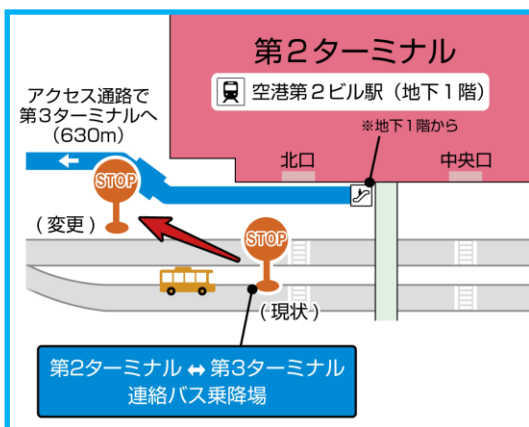 第2ターミナル
空港第2ビル駅（地下1階）
※地下1階から
アクセス通路で
第3ターミナルへ
（630m）
北口
中央口
STOP
（変更）
STOP
（現状）
第2ターミナル ⇔ 第3ターミナル
連絡バス乗降場